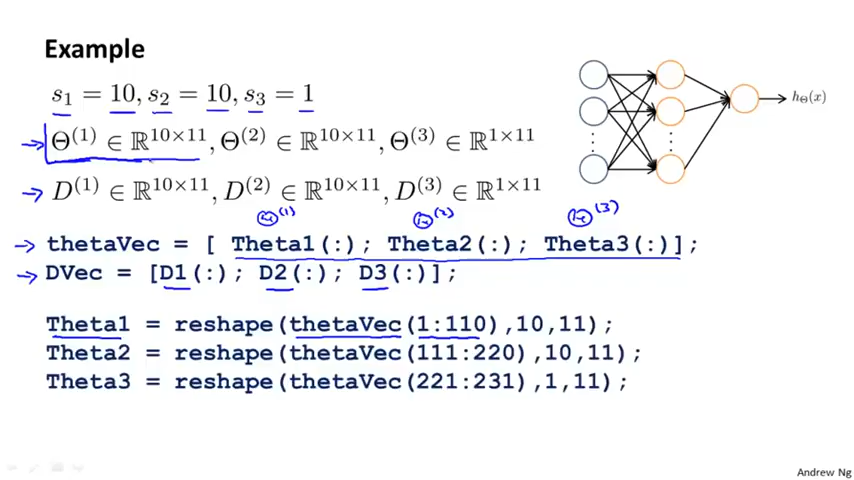 Example
s₁ = 10, s₂ = 10, s₃ = 1
h_Θ(x)
Θ⁽¹⁾ ∈ ℝ¹⁰ˣ¹¹, Θ⁽²⁾ ∈ ℝ¹⁰ˣ¹¹, Θ⁽³⁾ ∈ ℝ¹ˣ¹¹
D⁽¹⁾ ∈ ℝ¹⁰ˣ¹¹, D⁽²⁾ ∈ ℝ¹⁰ˣ¹¹, D⁽³⁾ ∈ ℝ¹ˣ¹¹
Θ⁽¹⁾ Θ⁽²⁾ Θ⁽³⁾
thetaVec = [ Theta1(:); Theta2(:); Theta3(:)];
DVec = [D1(:); D2(:); D3(:)];
Theta1 = reshape(thetaVec(1:110),10,11);
Theta2 = reshape(thetaVec(111:220),10,11);
Theta3 = reshape(thetaVec(221:231),1,11);
Andrew Ng